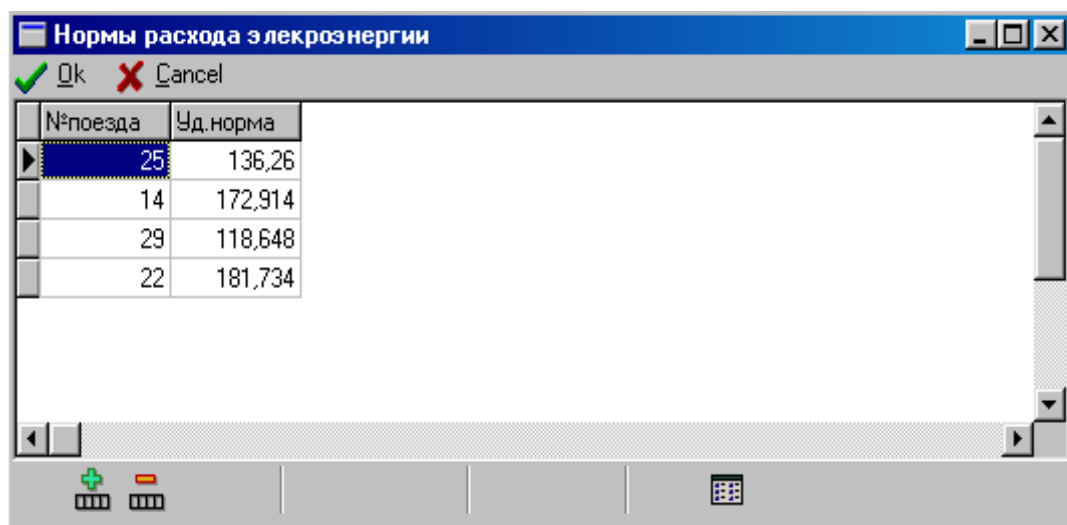 Нормы расхода элекроэнергии
Ok Cancel
№поезда Уд.норма
25 136,26
14 172,914
29 118,648
22 181,734